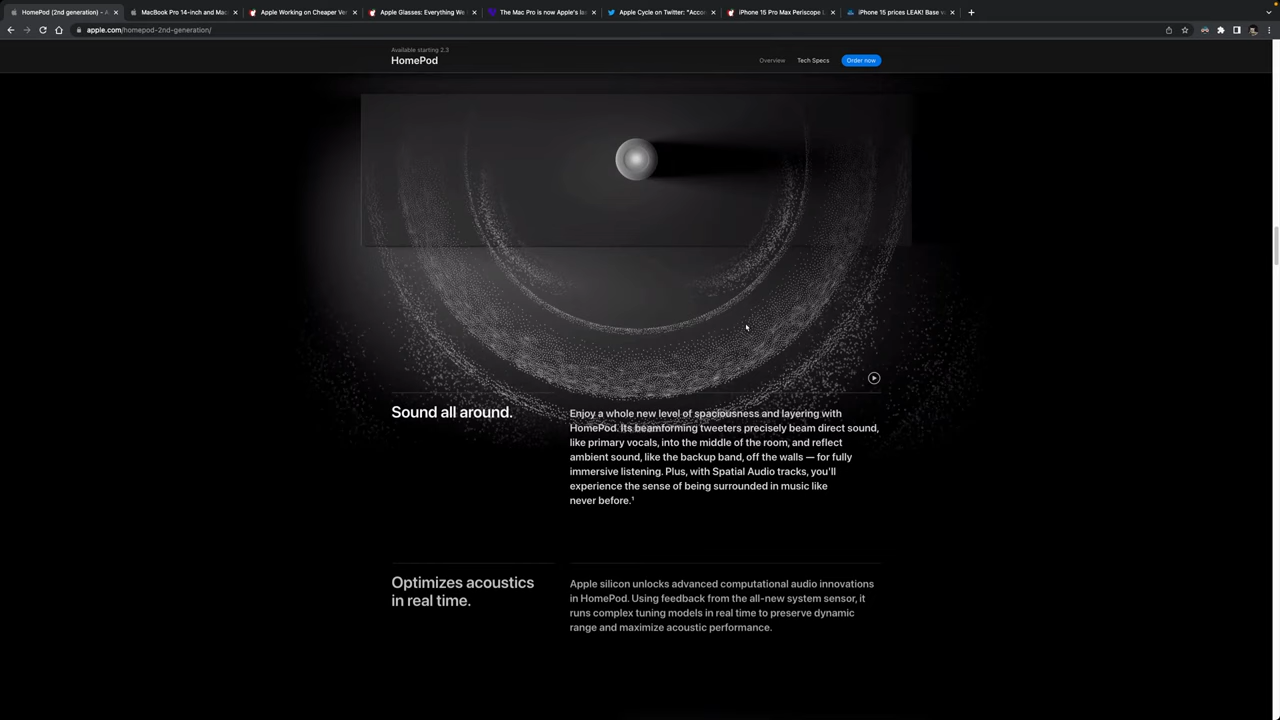 HomePod (2nd generation) - A
MacBook Pro 14-inch and Mac
Apple Working on Cheaper Ver
Apple Glasses: Everything We K
The Mac Pro is now Apple's la
Apple Cycle on Twitter: "Acco
iPhone 15 Pro Max Periscope L
iPhone 15 prices LEAK! Base v
apple.com/homepod-2nd-generation/
Available starting 2.3
HomePod
Overview
Tech Specs
Order now
Sound all around.
Enjoy a whole new level of spaciousness and layering with
HomePod. Its beamforming tweeters precisely beam direct sound,
like primary vocals, into the middle of the room, and reflect
ambient sound, like the backup band, off the walls — for fully
immersive listening. Plus, with Spatial Audio tracks, you'll
experience the sense of being surrounded in music like
never before.¹
Optimizes acoustics
in real time.
Apple silicon unlocks advanced computational audio innovations
in HomePod. Using feedback from the all-new system sensor, it
runs complex tuning models in real time to preserve dynamic
range and maximize acoustic performance.